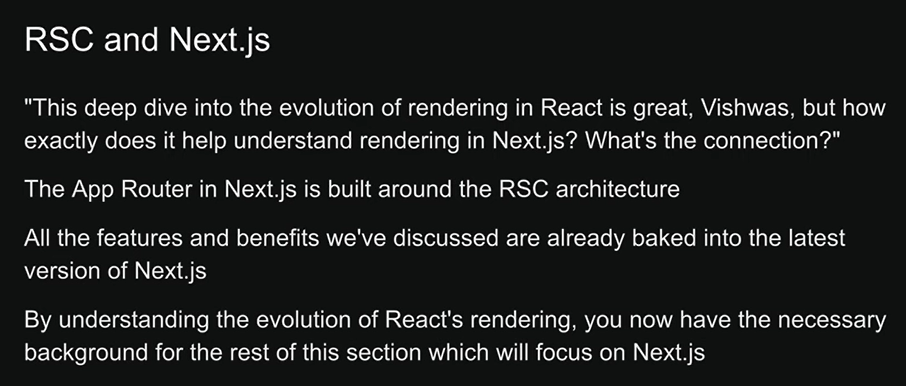 RSC and Next.js
"This deep dive into the evolution of rendering in React is great, Vishwas, but how
exactly does it help understand rendering in Next.js? What's the connection?"
The App Router in Next.js is built around the RSC architecture
All the features and benefits we've discussed are already baked into the latest
version of Next.js
By understanding the evolution of React's rendering, you now have the necessary
background for the rest of this section which will focus on Next.js